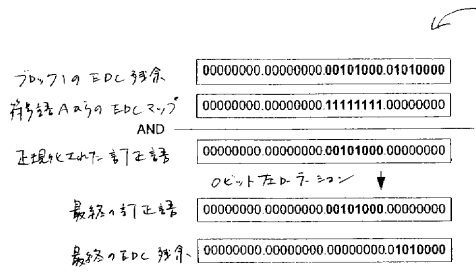 ブロック1の EDC 残余 00000000.00000000.00101000.01010000
符号語AからのEDCマップ 00000000.00000000.11111111.00000000
AND
正規化された訂正語 00000000.00000000.00101000.00000000
0ビット左ローテーション
最終の訂正語 00000000.00000000.00101000.00000000
最終のEDC 残余 00000000.00000000.00000000.01010000